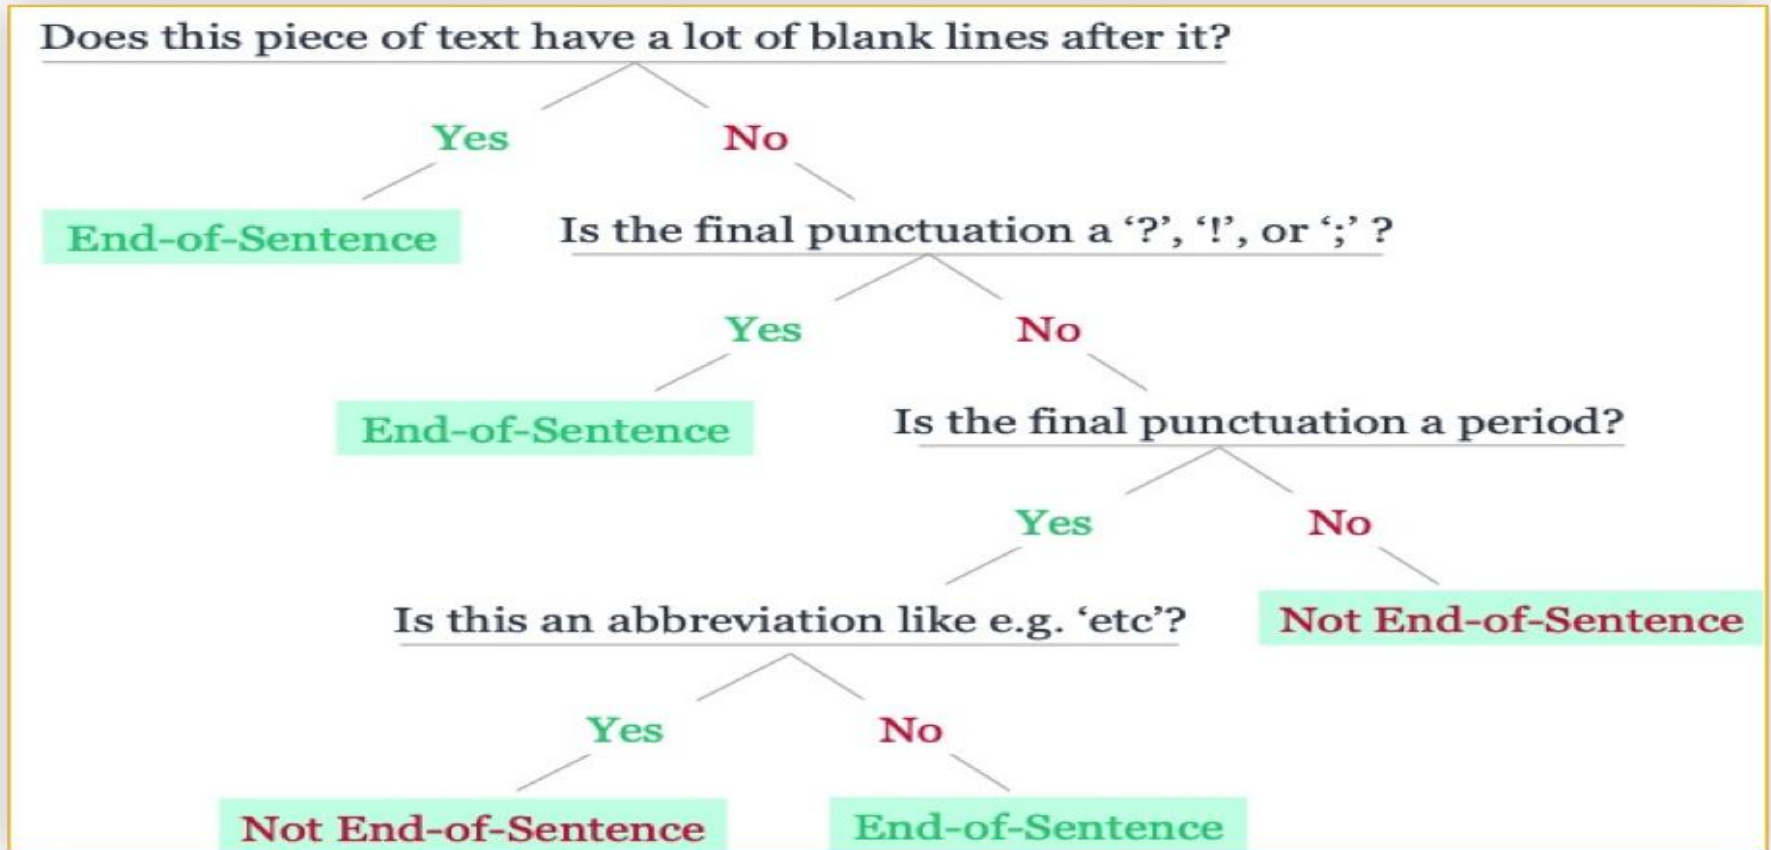 Does this piece of text have a lot of blank lines after it?
Yes
No
End-of-Sentence
Is the final punctuation a ‘?’, ‘!’, or ‘;’ ?
Yes
No
End-of-Sentence
Is the final punctuation a period?
Yes
No
Is this an abbreviation like e.g. ‘etc’?
Not End-of-Sentence
Yes
No
Not End-of-Sentence
End-of-Sentence